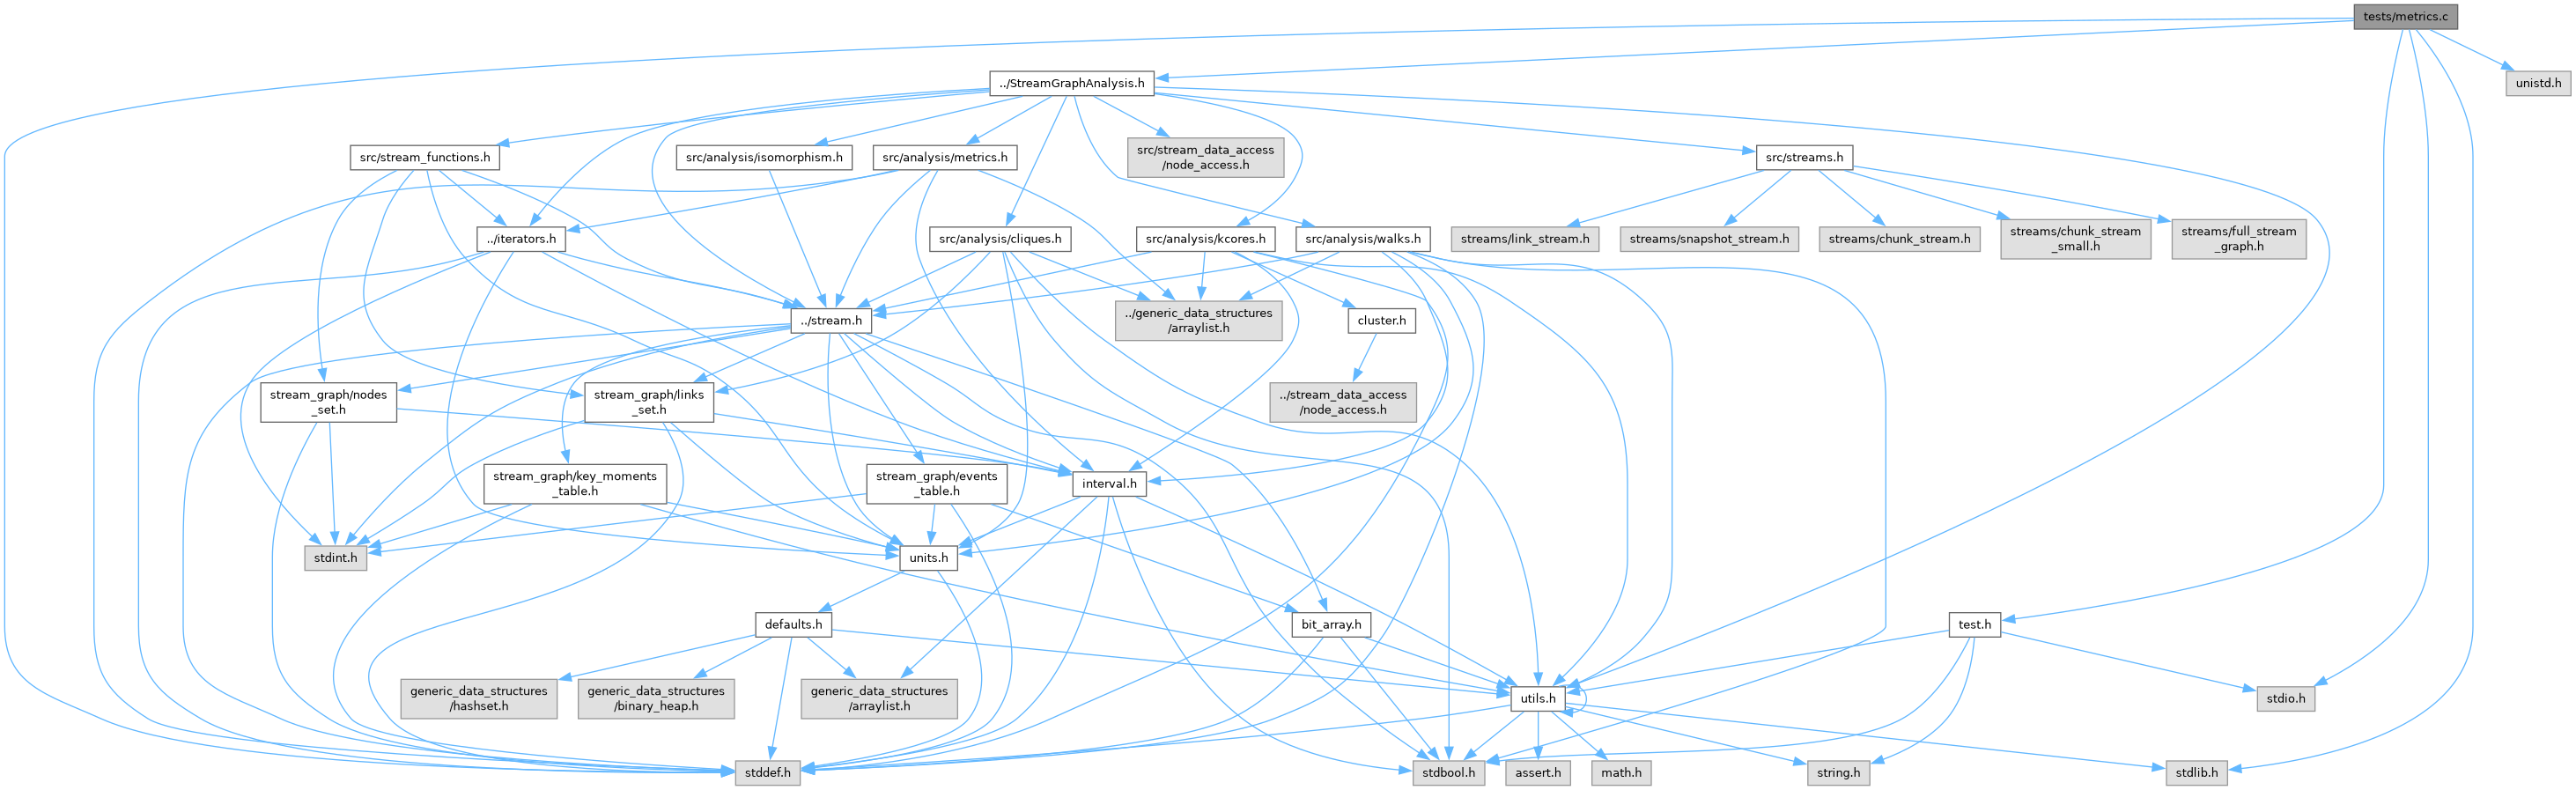 tests/metrics.c
../StreamGraphAnalysis.h
unistd.h
src/stream_functions.h
src/analysis/isomorphism.h
src/analysis/metrics.h
src/stream_data_access
/node_access.h
src/streams.h
../iterators.h
src/analysis/cliques.h
src/analysis/kcores.h
src/analysis/walks.h
streams/link_stream.h
streams/snapshot_stream.h
streams/chunk_stream.h
streams/chunk_stream
_small.h
streams/full_stream
_graph.h
../stream.h
../generic_data_structures
/arraylist.h
cluster.h
stream_graph/nodes
_set.h
stream_graph/links
_set.h
../stream_data_access
/node_access.h
stream_graph/key_moments
_table.h
stream_graph/events
_table.h
interval.h
stdint.h
units.h
defaults.h
bit_array.h
test.h
generic_data_structures
/hashset.h
generic_data_structures
/binary_heap.h
generic_data_structures
/arraylist.h
utils.h
stdio.h
stddef.h
stdbool.h
assert.h
math.h
string.h
stdlib.h